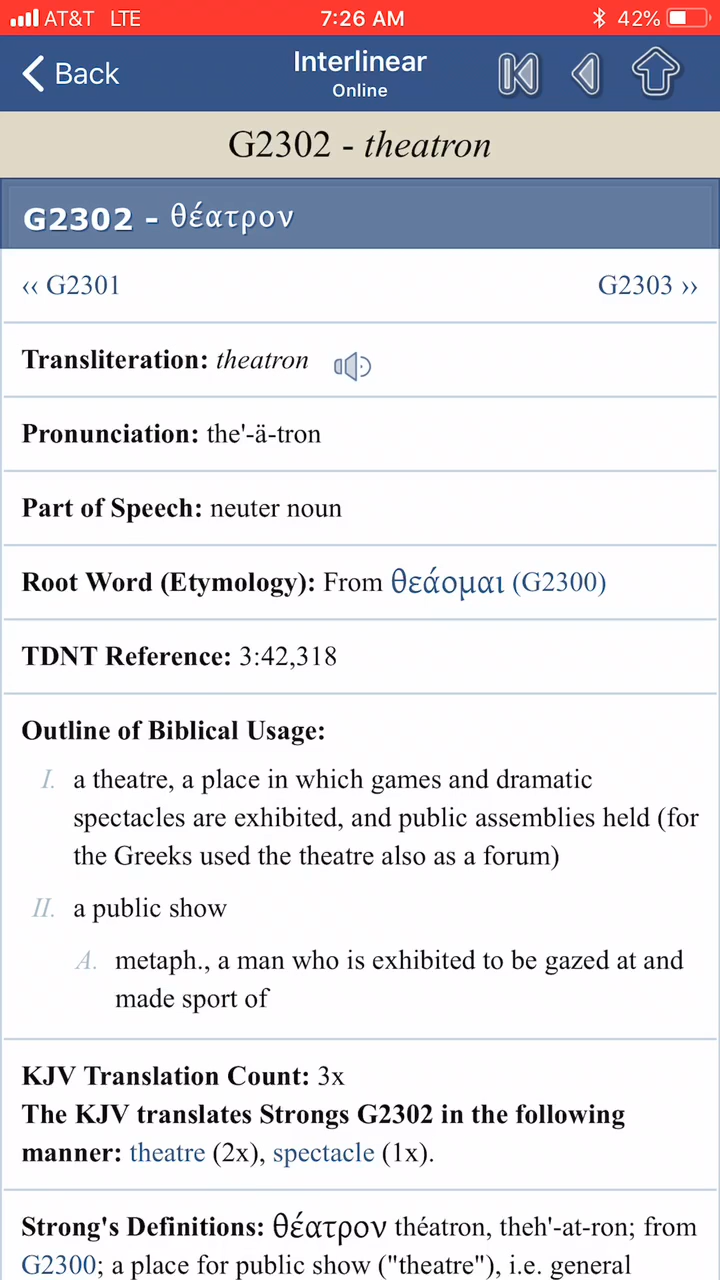 AT&T LTE 7:26 AM 42%
Back Interlinear
Online
G2302 - theatron
G2302 - θέατρον
‹‹ G2301 G2303 ››
Transliteration: theatron
Pronunciation: the'-ä-tron
Part of Speech: neuter noun
Root Word (Etymology): From θεάομαι (G2300)
TDNT Reference: 3:42,318
Outline of Biblical Usage:
I. a theatre, a place in which games and dramatic
spectacles are exhibited, and public assemblies held (for
the Greeks used the theatre also as a forum)
II. a public show
A. metaph., a man who is exhibited to be gazed at and
made sport of
KJV Translation Count: 3x
The KJV translates Strongs G2302 in the following
manner: theatre (2x), spectacle (1x).
Strong's Definitions: θέατρον théatron, theh'-at-ron; from
G2300; a place for public show ("theatre"), i.e. general